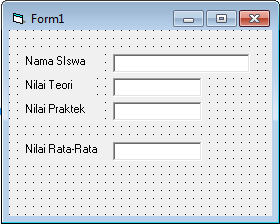 Form1
Nama SIswa
Nilai Teori
Nilai Praktek
Nilai Rata-Rata